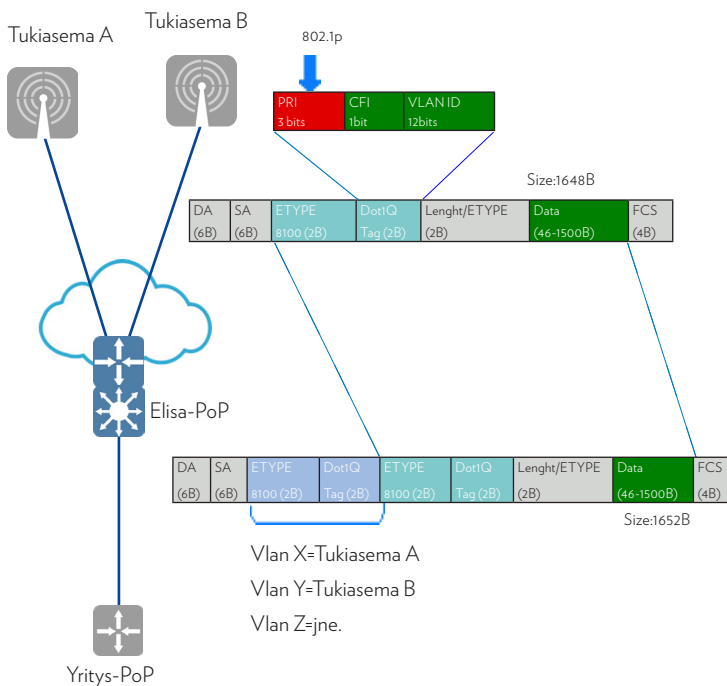 Tukiasema A
Tukiasema B
802.1p
PRI
3 bits
CFI
1bit
VLAN ID
12bits
Size:1648B
DA
(6B)
SA
(6B)
ETYPE
8100 (2B)
Dot1Q
Tag (2B)
Lenght/ETYPE
(2B)
Data
(46-1500B)
FCS
(4B)
Elisa-PoP
DA
(6B)
SA
(6B)
ETYPE
8100 (2B)
Dot1Q
Tag (2B)
ETYPE
8100 (2B)
Dot1Q
Tag (2B)
Lenght/ETYPE
(2B)
Data
(46-1500B)
FCS
(4B)
Size:1652B
Vlan X=Tukiasema A
Vlan Y=Tukiasema B
Vlan Z=jne.
Yritys-PoP